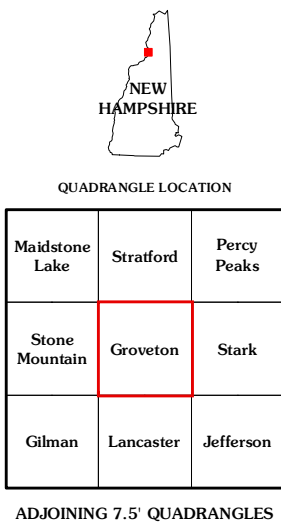 NEW
HAMPSHIRE
QUADRANGLE LOCATION
Maidstone
Lake
Stratford
Percy
Peaks
Stone
Mountain
Groveton
Stark
Gilman
Lancaster
Jefferson
ADJOINING 7.5' QUADRANGLES